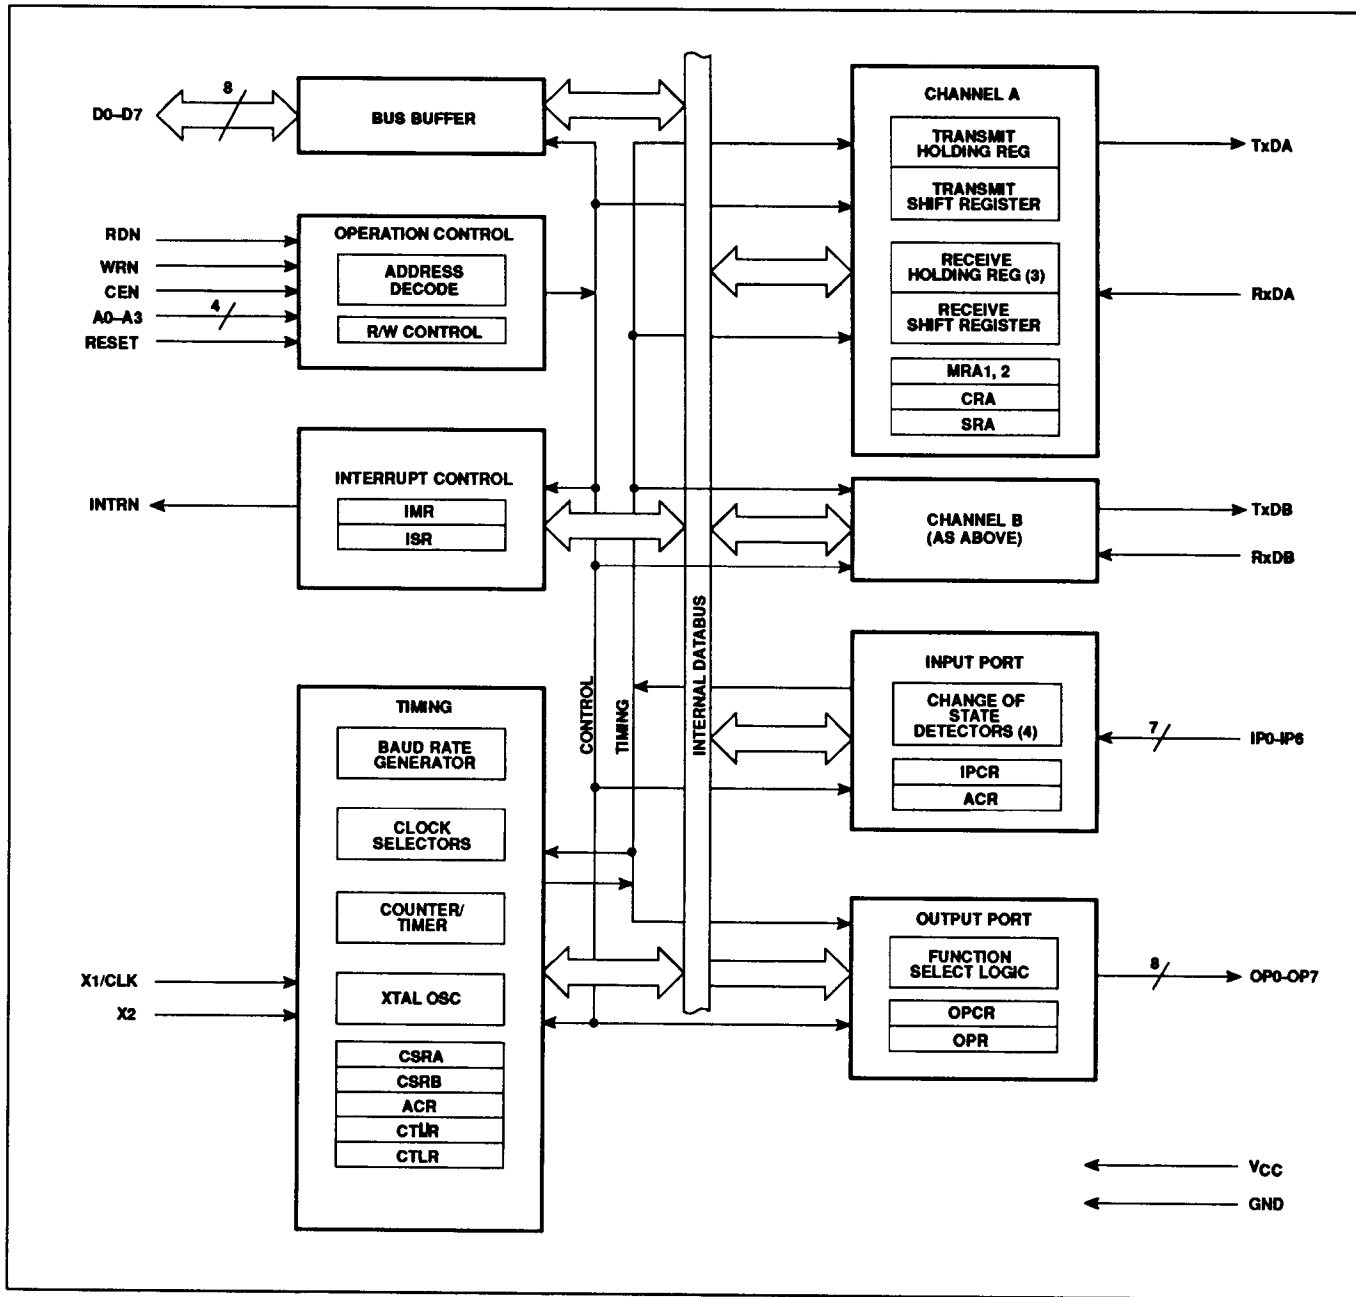 D0–D7
8
BUS BUFFER
RDN
WRN
CEN
A0–A3
4
RESET
OPERATION CONTROL
ADDRESS
DECODE
R/W CONTROL
INTRN
INTERRUPT CONTROL
IMR
ISR
TIMING
BAUD RATE
GENERATOR
CLOCK
SELECTORS
COUNTER/
TIMER
X1/CLK
X2
XTAL OSC
CSRA
CSRB
ACR
CTUR
CTLR
CONTROL
TIMING
INTERNAL DATABUS
CHANNEL A
TRANSMIT
HOLDING REG
TRANSMIT
SHIFT REGISTER
RECEIVE
HOLDING REG (3)
RECEIVE
SHIFT REGISTER
MRA1, 2
CRA
SRA
TxDA
RxDA
CHANNEL B
(AS ABOVE)
TxDB
RxDB
INPUT PORT
CHANGE OF
STATE
DETECTORS (4)
IPCR
ACR
7
IP0-IP6
OUTPUT PORT
FUNCTION
SELECT LOGIC
OPCR
OPR
8
OP0-OP7
VCC
GND